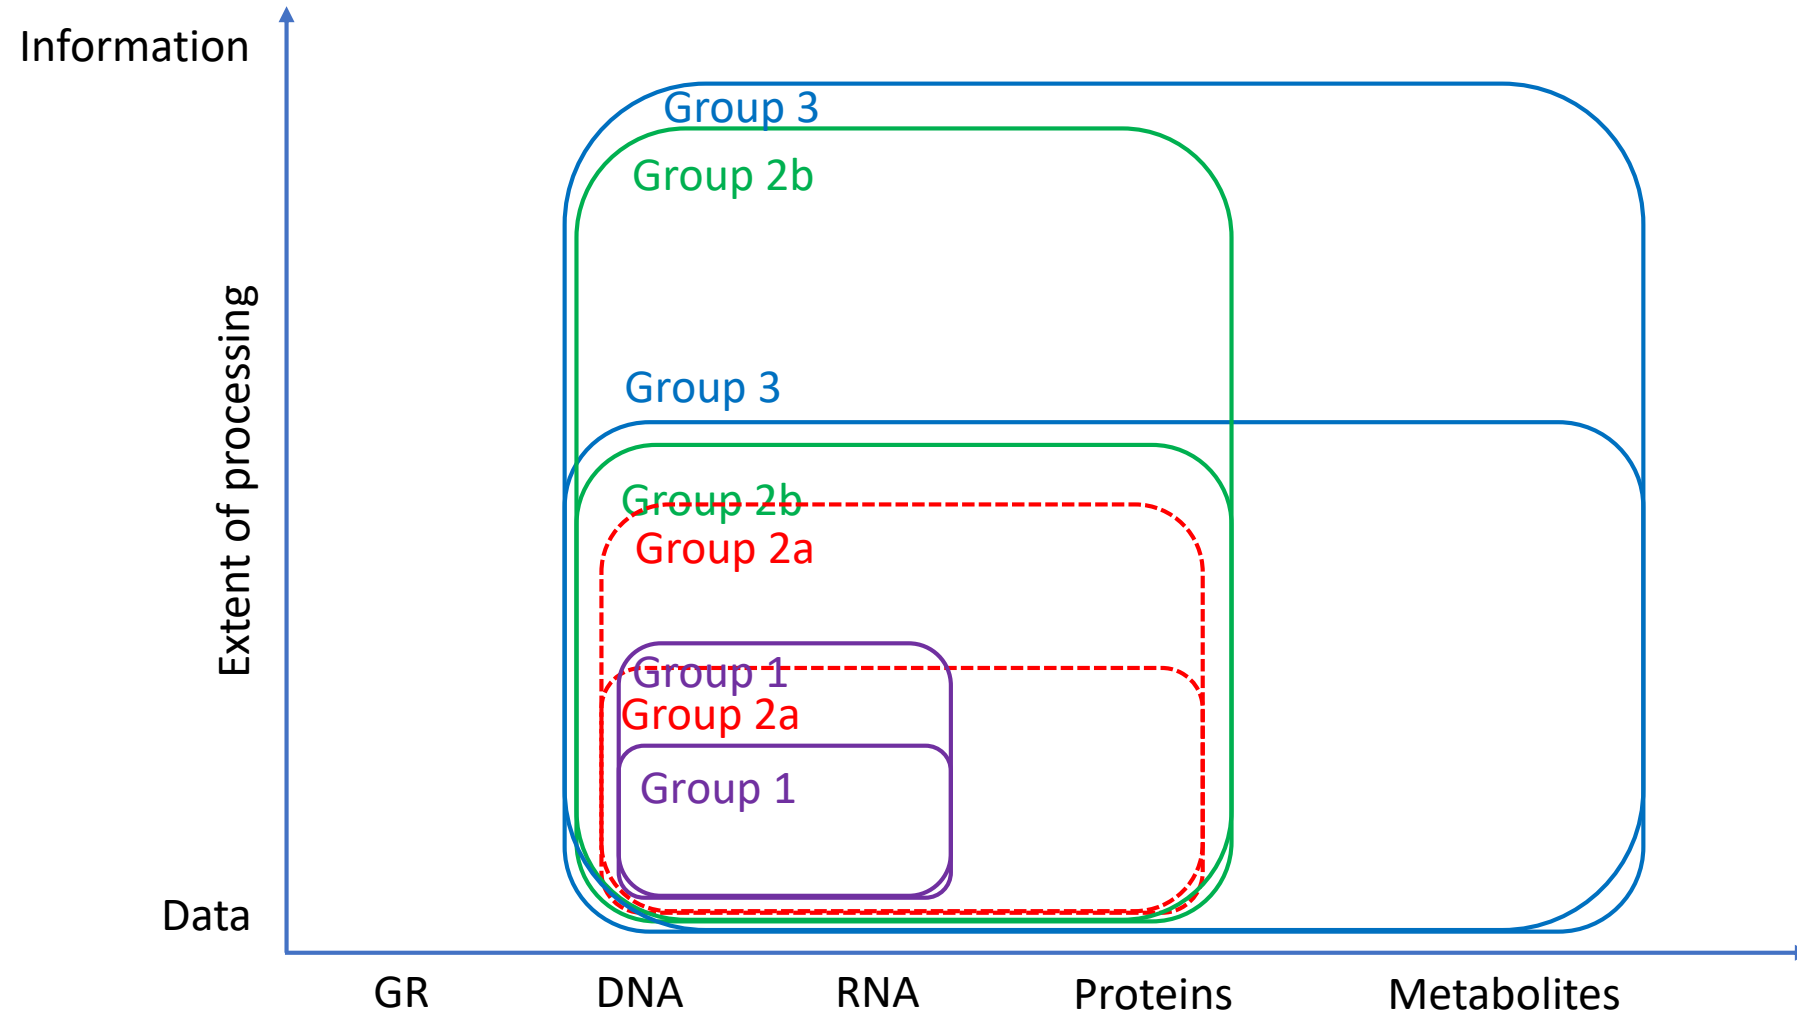 Information
Group 3
Group 2b
Extent of processing
Group 3
Group 2b
Group 2a
Group 1
Group 2a
Group 1
Data
GR
DNA
RNA
Proteins
Metabolites